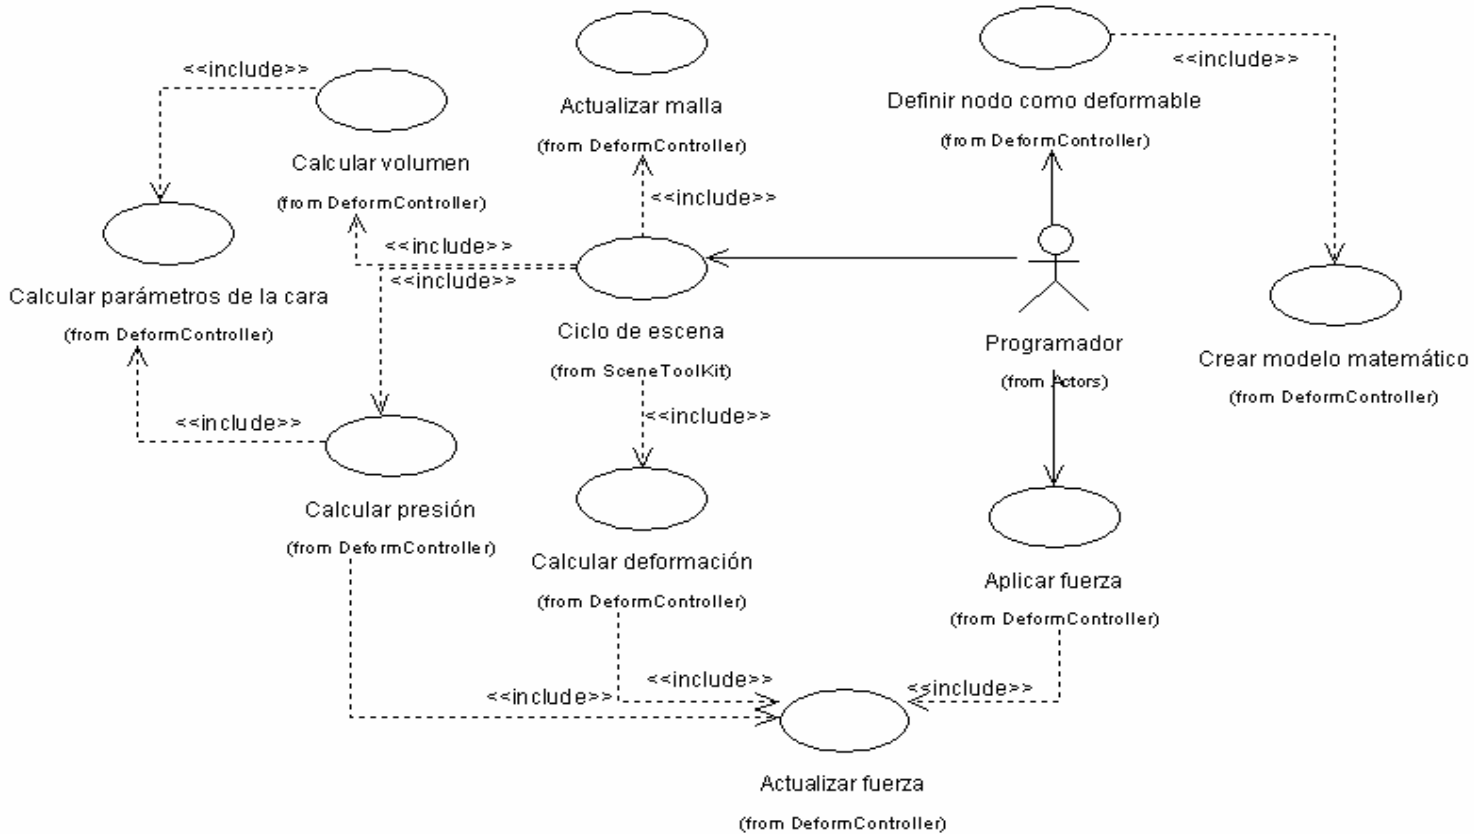 <<include>>
<<include>>
Actualizar malla
(from DeformController)
Definir nodo como deformable
(from DeformController)
Calcular volumen
(from DeformController)
<<include>>
<<include>>
<<include>>
Calcular parámetros de la cara
(from DeformController)
Ciclo de escena
(from SceneToolKit)
Programador
(from Actors)
Crear modelo matemático
(from DeformController)
<<include>>
<<include>>
Calcular presión
(from DeformController)
Calcular deformación
(from DeformController)
Aplicar fuerza
(from DeformController)
<<include>>
<<include>>
<<include>>
Actualizar fuerza
(from DeformController)